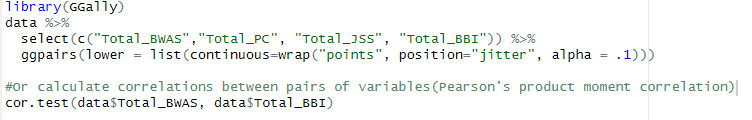 library(GGally)
data %>%
  select(c("Total_BWAS","Total_PC", "Total_JSS", "Total_BBI")) %>%
  ggpairs(lower = list(continuous=wrap("points", position="jitter", alpha = .1)))
#Or calculate correlations between pairs of variables(Pearson's product moment correlation)
cor.test(data$Total_BWAS, data$Total_BBI)